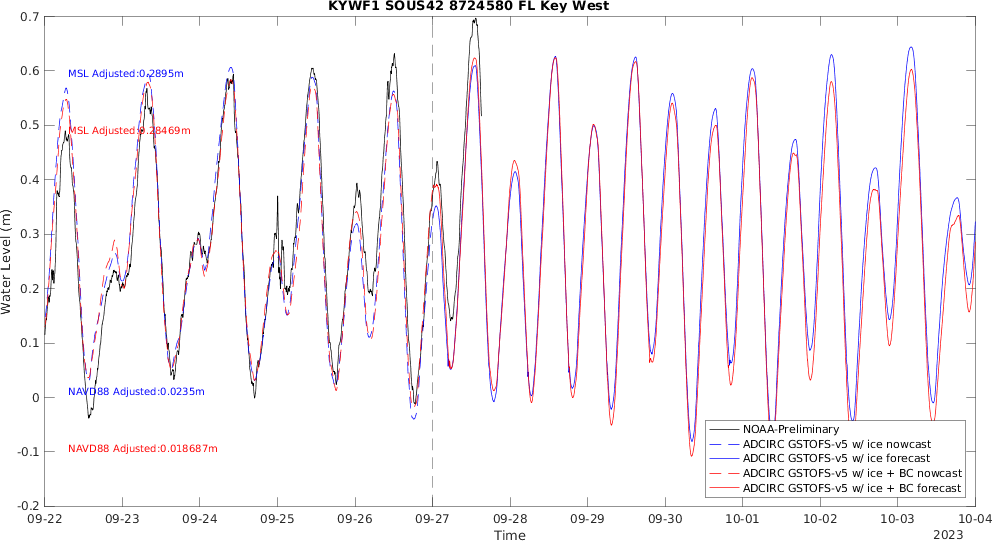 KYWF1 SOUS42 8724580 FL Key West
0.7
0.6
0.5
0.4
0.3
0.2
0.1
0
-0.1
-0.2
Water Level (m)
MSL Adjusted:0.2895m
MSL Adjusted:0.28469m
NAVD88 Adjusted:0.0235m
NAVD88 Adjusted:0.018687m
NOAA-Preliminary
ADCIRC GSTOFS-v5 w/ ice nowcast
ADCIRC GSTOFS-v5 w/ ice forecast
ADCIRC GSTOFS-v5 w/ ice + BC nowcast
ADCIRC GSTOFS-v5 w/ ice + BC forecast
09-22 09-23 09-24 09-25 09-26 09-27 09-28 09-29 09-30 10-01 10-02 10-03 10-04
Time
2023